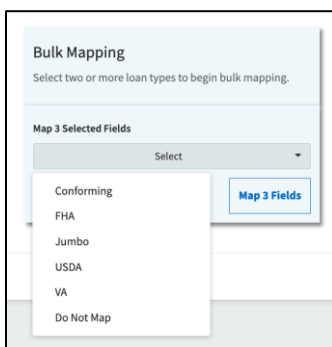 Bulk Mapping
Select two or more loan types to begin bulk mapping.
Map 3 Selected Fields
Select
Conforming
Map 3 Fields
FHA
Jumbo
USDA
VA
Do Not Map